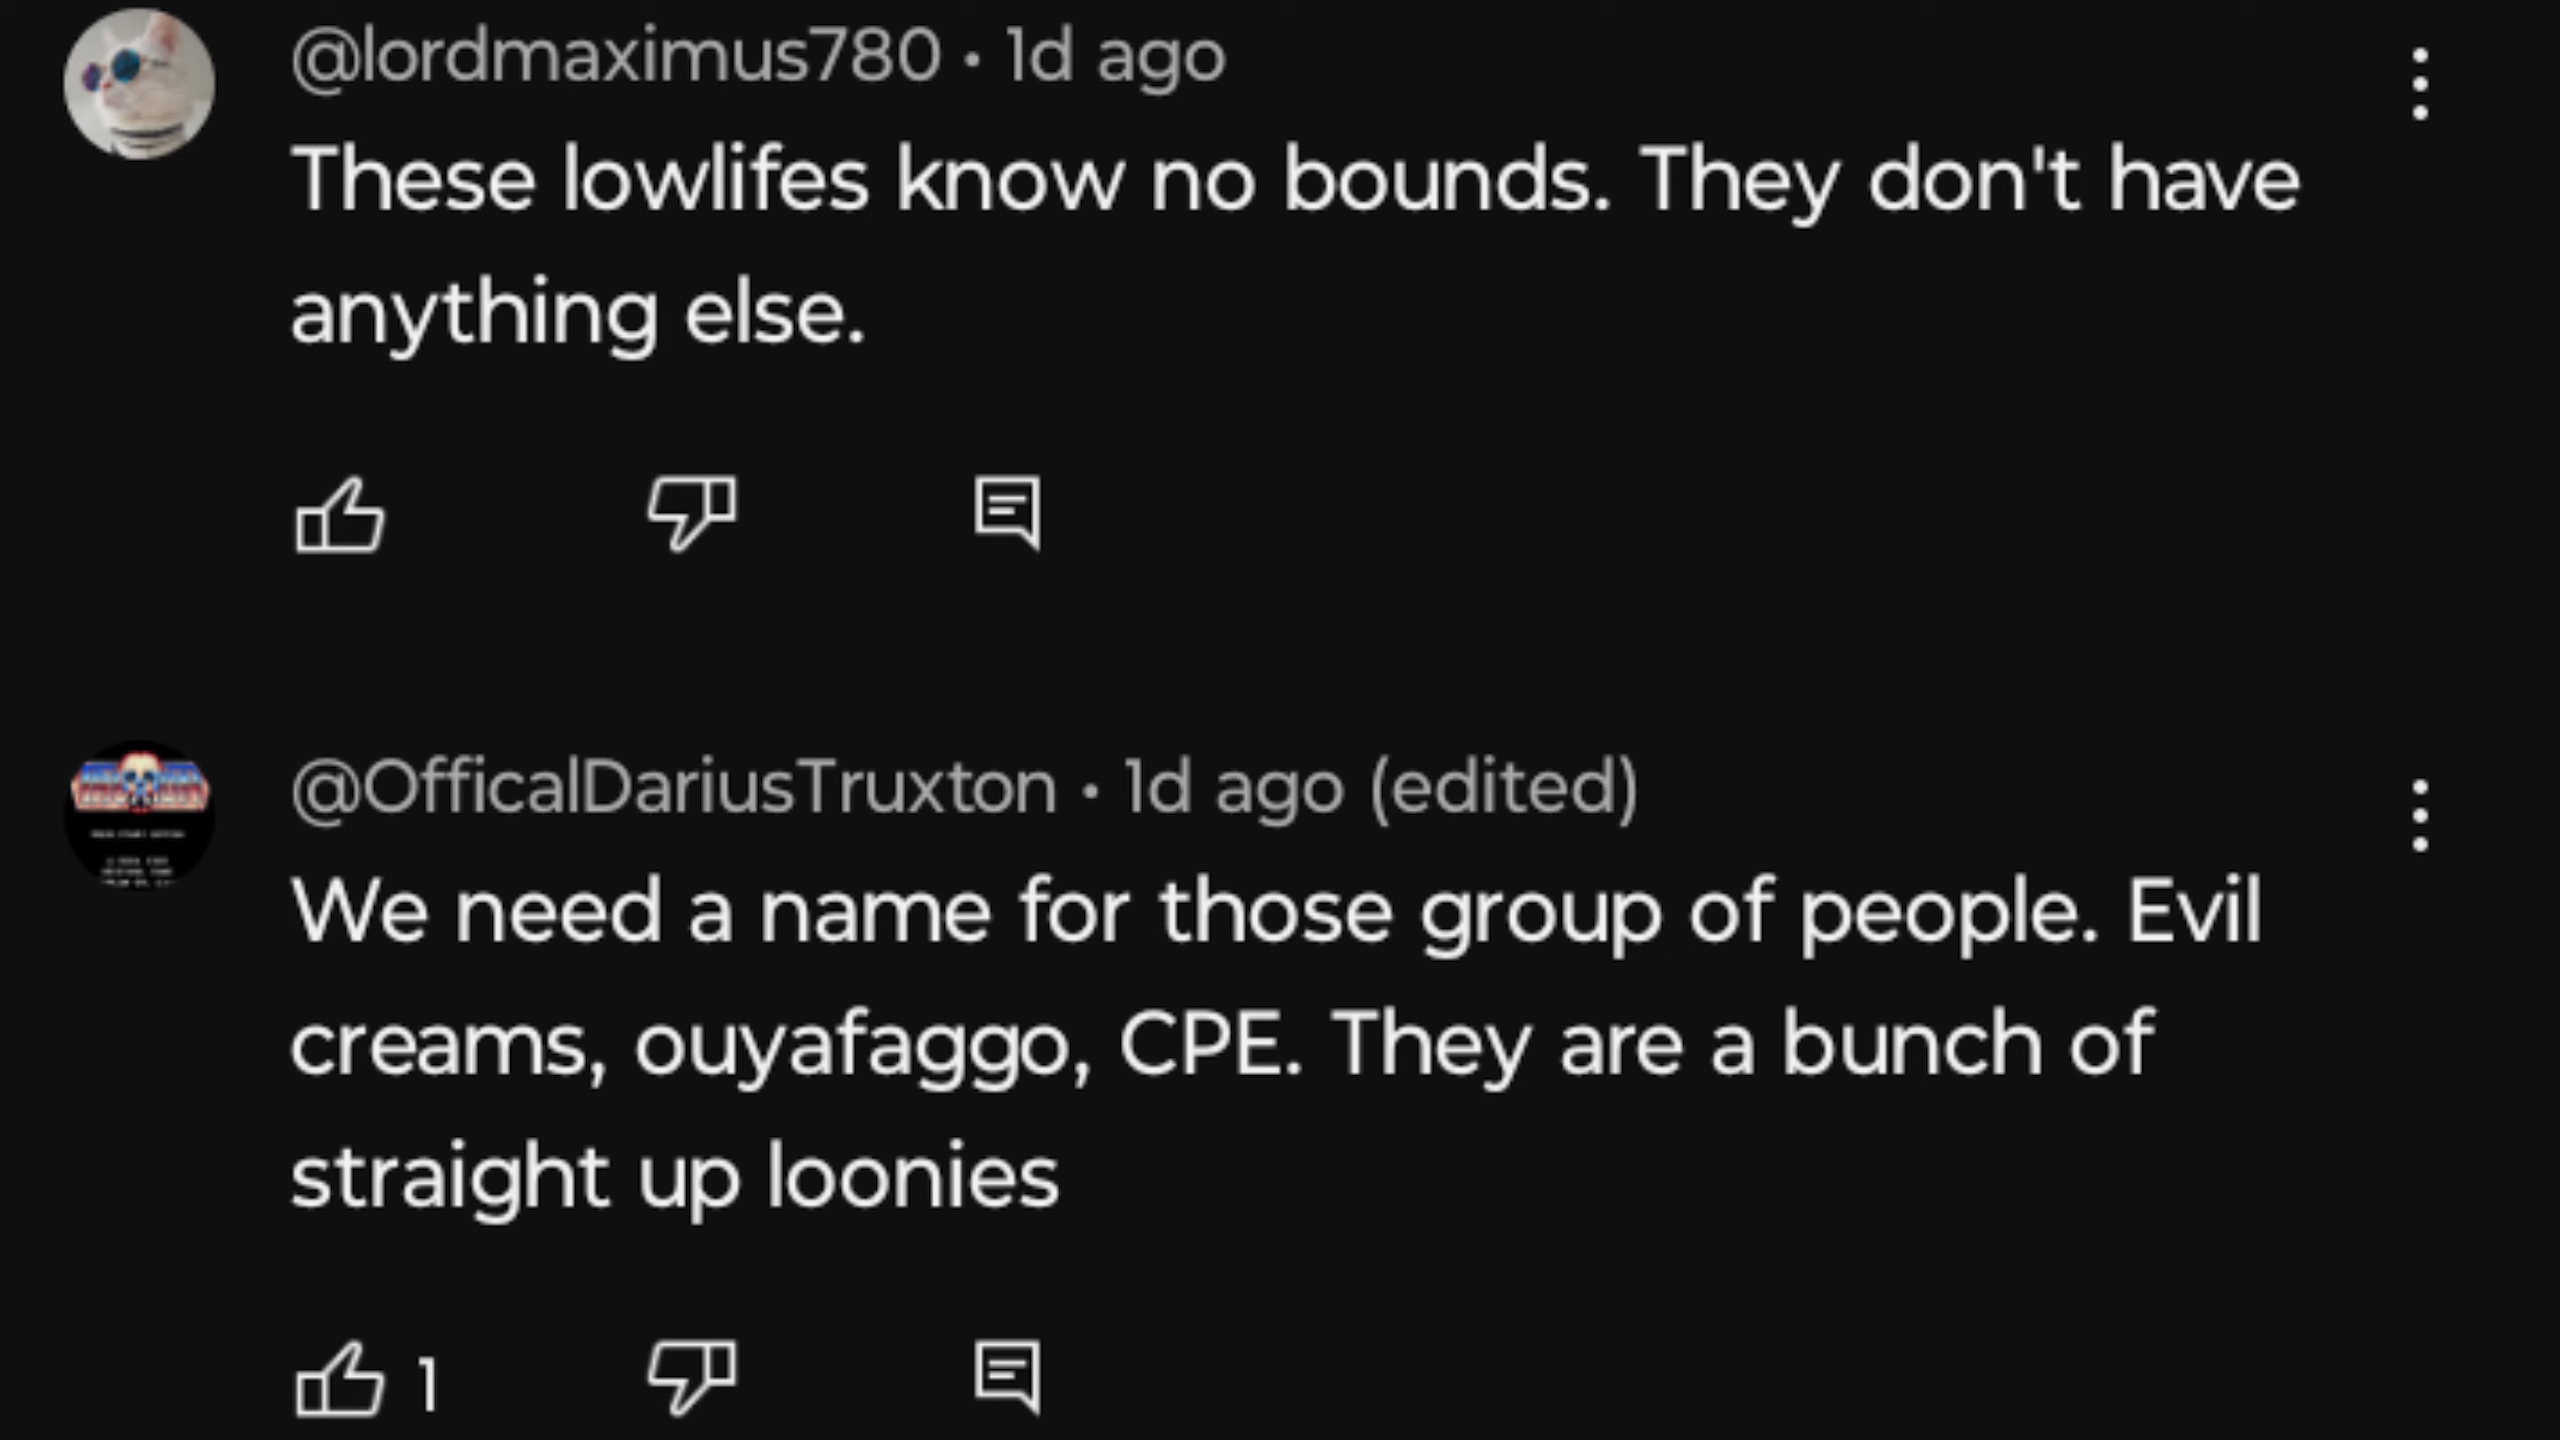 @lordmaximus780 • 1d ago
These lowlifes know no bounds. They don't have
anything else.
@OfficalDariusTruxton • 1d ago (edited)
We need a name for those group of people. Evil
creams, ouyafaggo, CPE. They are a bunch of
straight up loonies
1